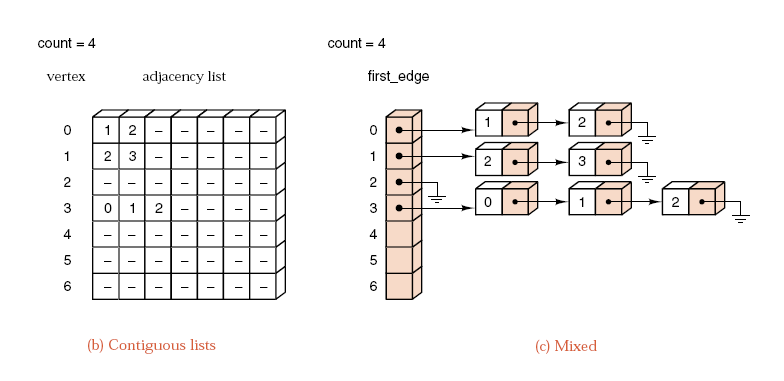 count = 4
vertex adjacency list
0 1 2 – – – – –
1 2 3 – – – – –
2 – – – – – – –
3 0 1 2 – – – –
4 – – – – – – –
5 – – – – – – –
6 – – – – – – –
(b) Contiguous lists
count = 4
first_edge
0 1 2
1 2 3
2
3 0 1 2
4
5
6
(c) Mixed